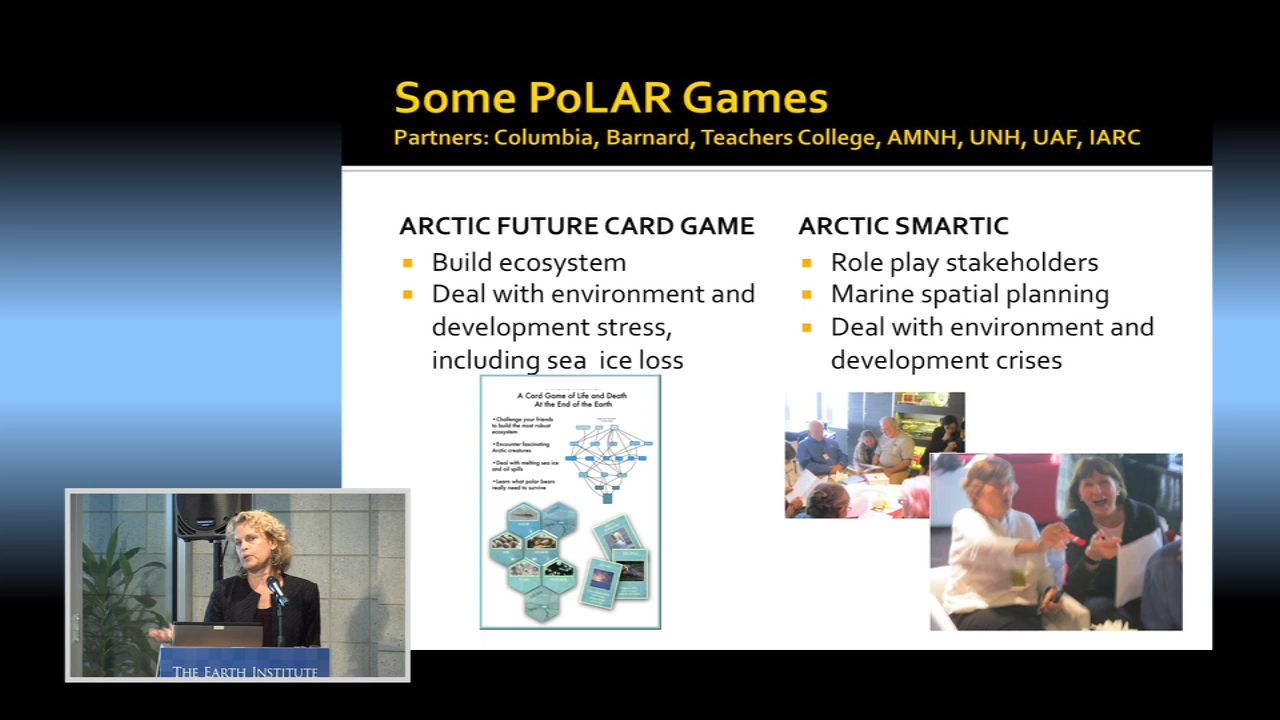 Some PoLAR Games
Partners: Columbia, Barnard, Teachers College, AMNH, UNH, UAF, IARC
ARCTIC FUTURE CARD GAME
Build ecosystem
Deal with environment and
development stress,
including sea ice loss
A Card Game of Life and Death
At the End of the Earth
•Challenge your friends
to build the most robust
ecosystem
•Encounter fascinating
Arctic creatures
•Deal with melting sea ice
and oil spills
•Learn what polar bears
really need to survive
ARCTIC SMARTIC
Role play stakeholders
Marine spatial planning
Deal with environment and
development crises
THE EARTH INSTITUTE